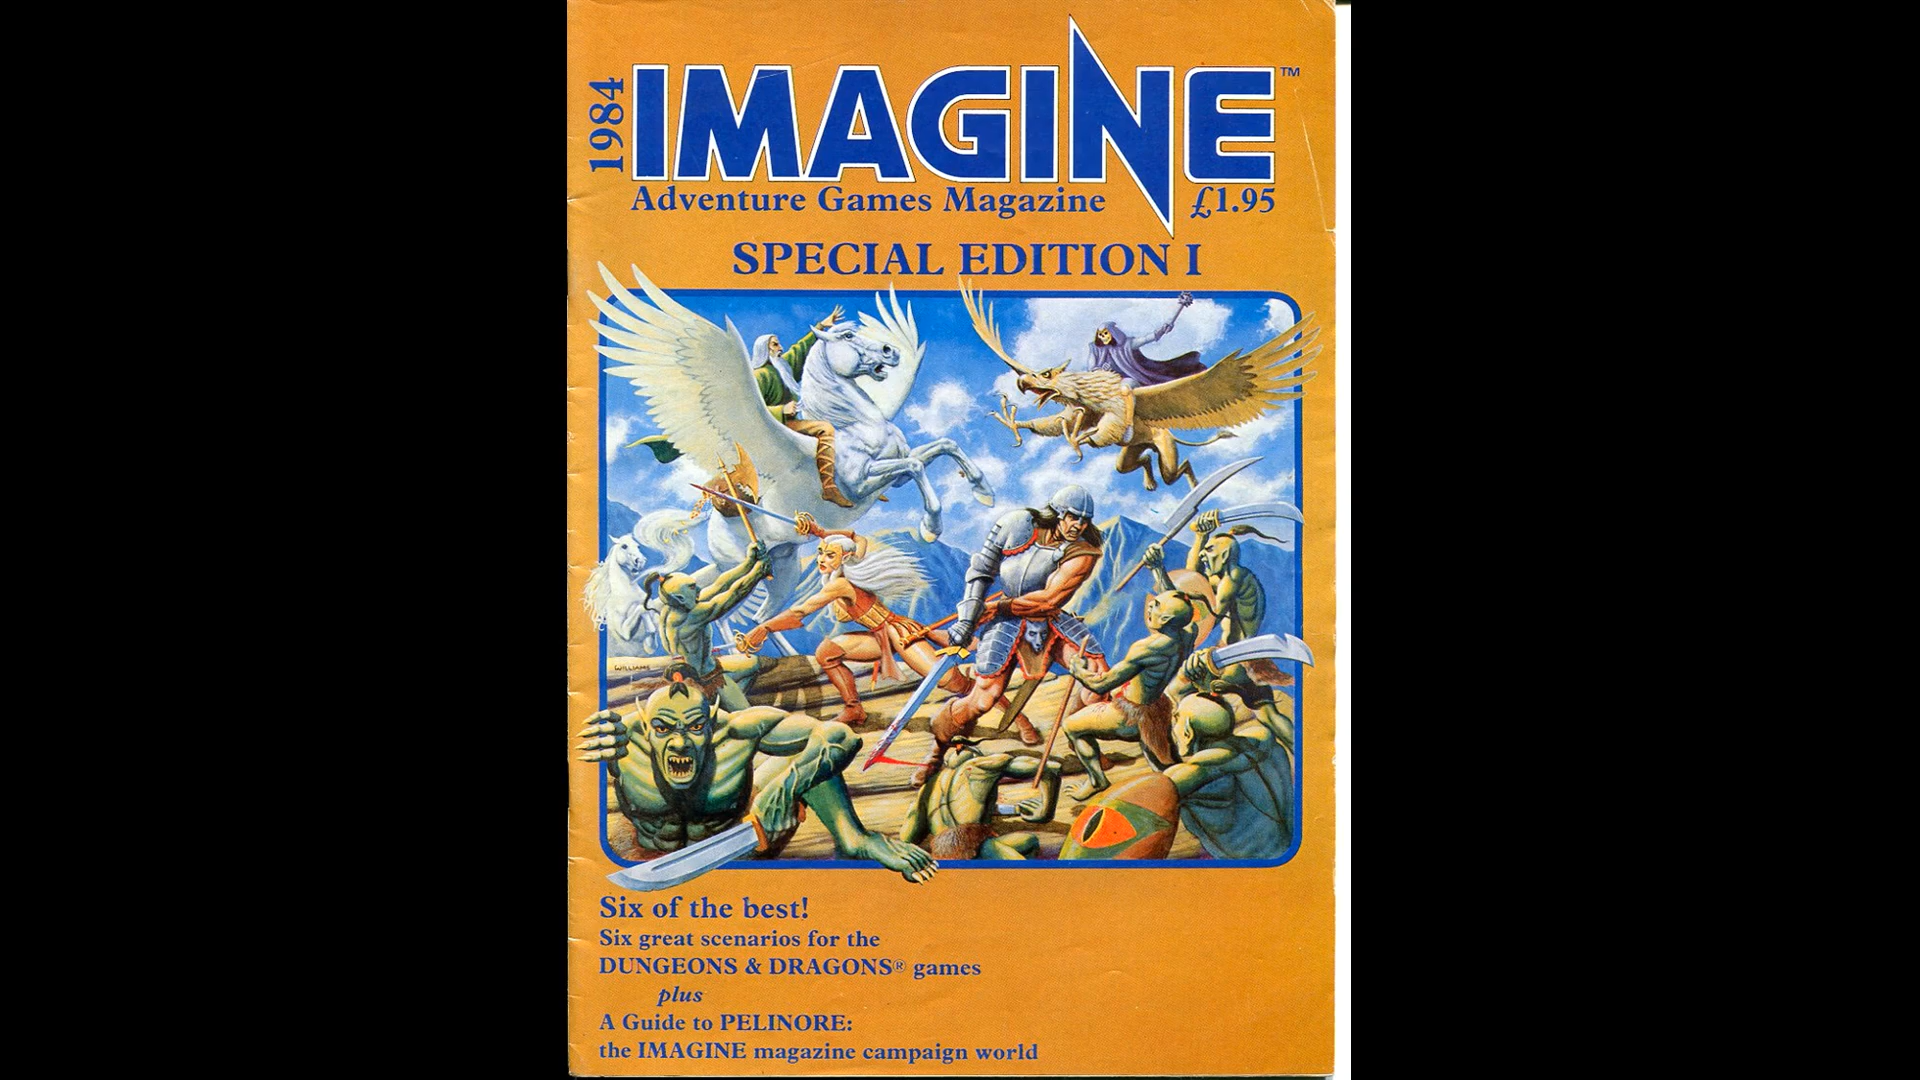 1984
IMAGINE™
Adventure Games Magazine £1.95
SPECIAL EDITION I
WILLIAMS
Six of the best!
Six great scenarios for the
DUNGEONS & DRAGONS® games
plus
A Guide to PELINORE:
the IMAGINE magazine campaign world